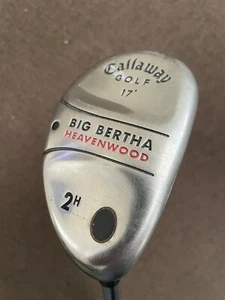 Callaway
GOLF
17°
BIG BERTHA
HEAVENWOOD
2H